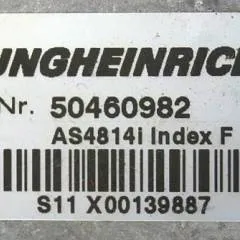 UNGHEINRICH
Nr. 50460982
AS4814i Index F
S11 X00139887